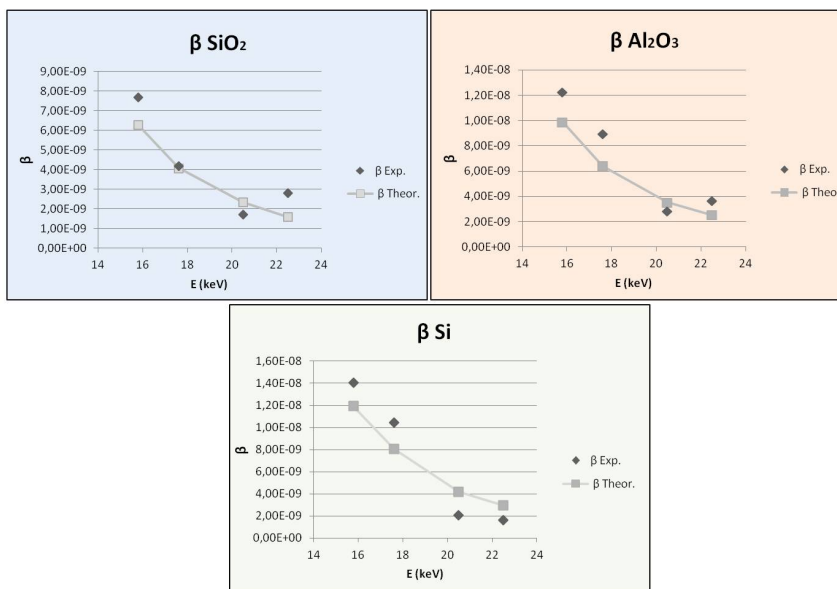 β SiO₂
9,00E-09
8,00E-09
7,00E-09
6,00E-09
5,00E-09
4,00E-09
3,00E-09
2,00E-09
1,00E-09
0,00E+00
β
14 16 18 20 22 24
E (keV)
β Exp.
β Theor.
β Al₂O₃
1,40E-08
1,20E-08
1,00E-08
8,00E-09
6,00E-09
4,00E-09
2,00E-09
0,00E+00
β
14 16 18 20 22 24
E (keV)
β Exp.
β Theor
β Si
1,60E-08
1,40E-08
1,20E-08
1,00E-08
8,00E-09
6,00E-09
4,00E-09
2,00E-09
0,00E+00
β
14 16 18 20 22 24
E (keV)
β Exp.
β Theor.